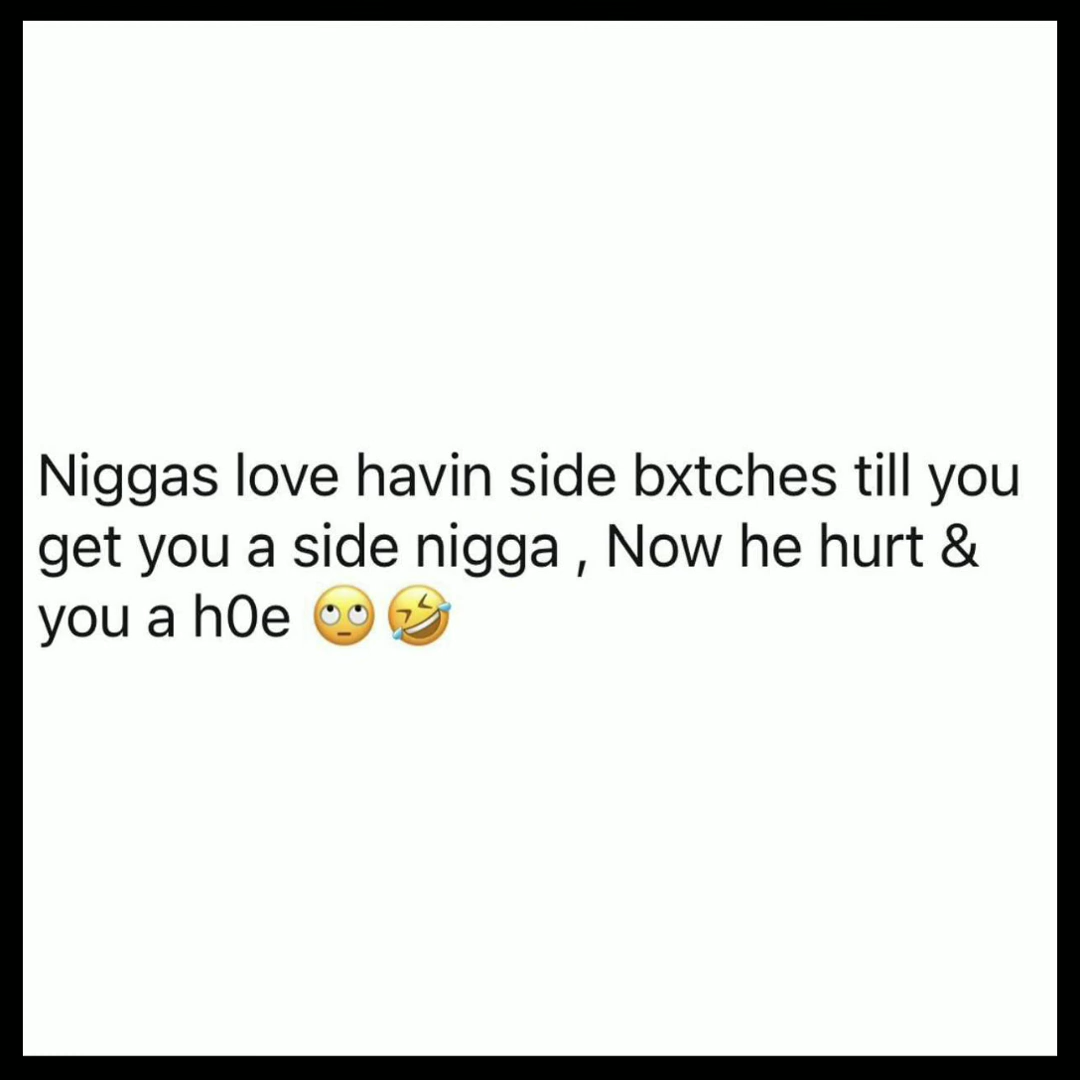 Niggas love havin side bxtches till you
get you a side nigga , Now he hurt &
you a h0e 🙄🤣